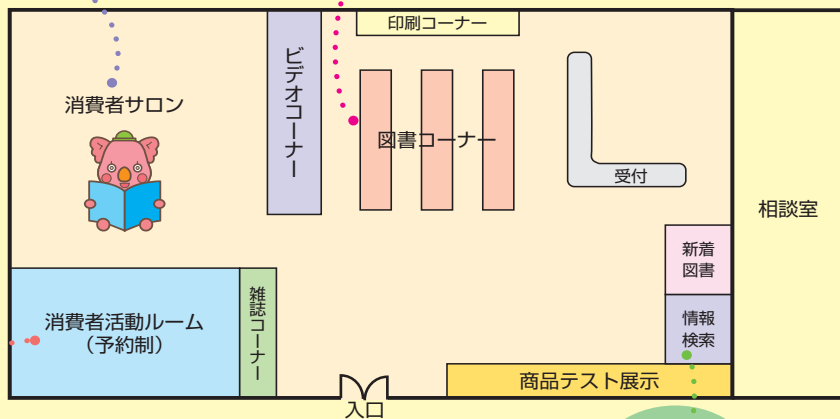 印刷コーナー
ビデオコーナー
消費者サロン
図書コーナー
受付
相談室
新着
図書
雑誌コーナー
消費者活動ルーム
（予約制）
情報
検索
商品テスト展示
入口